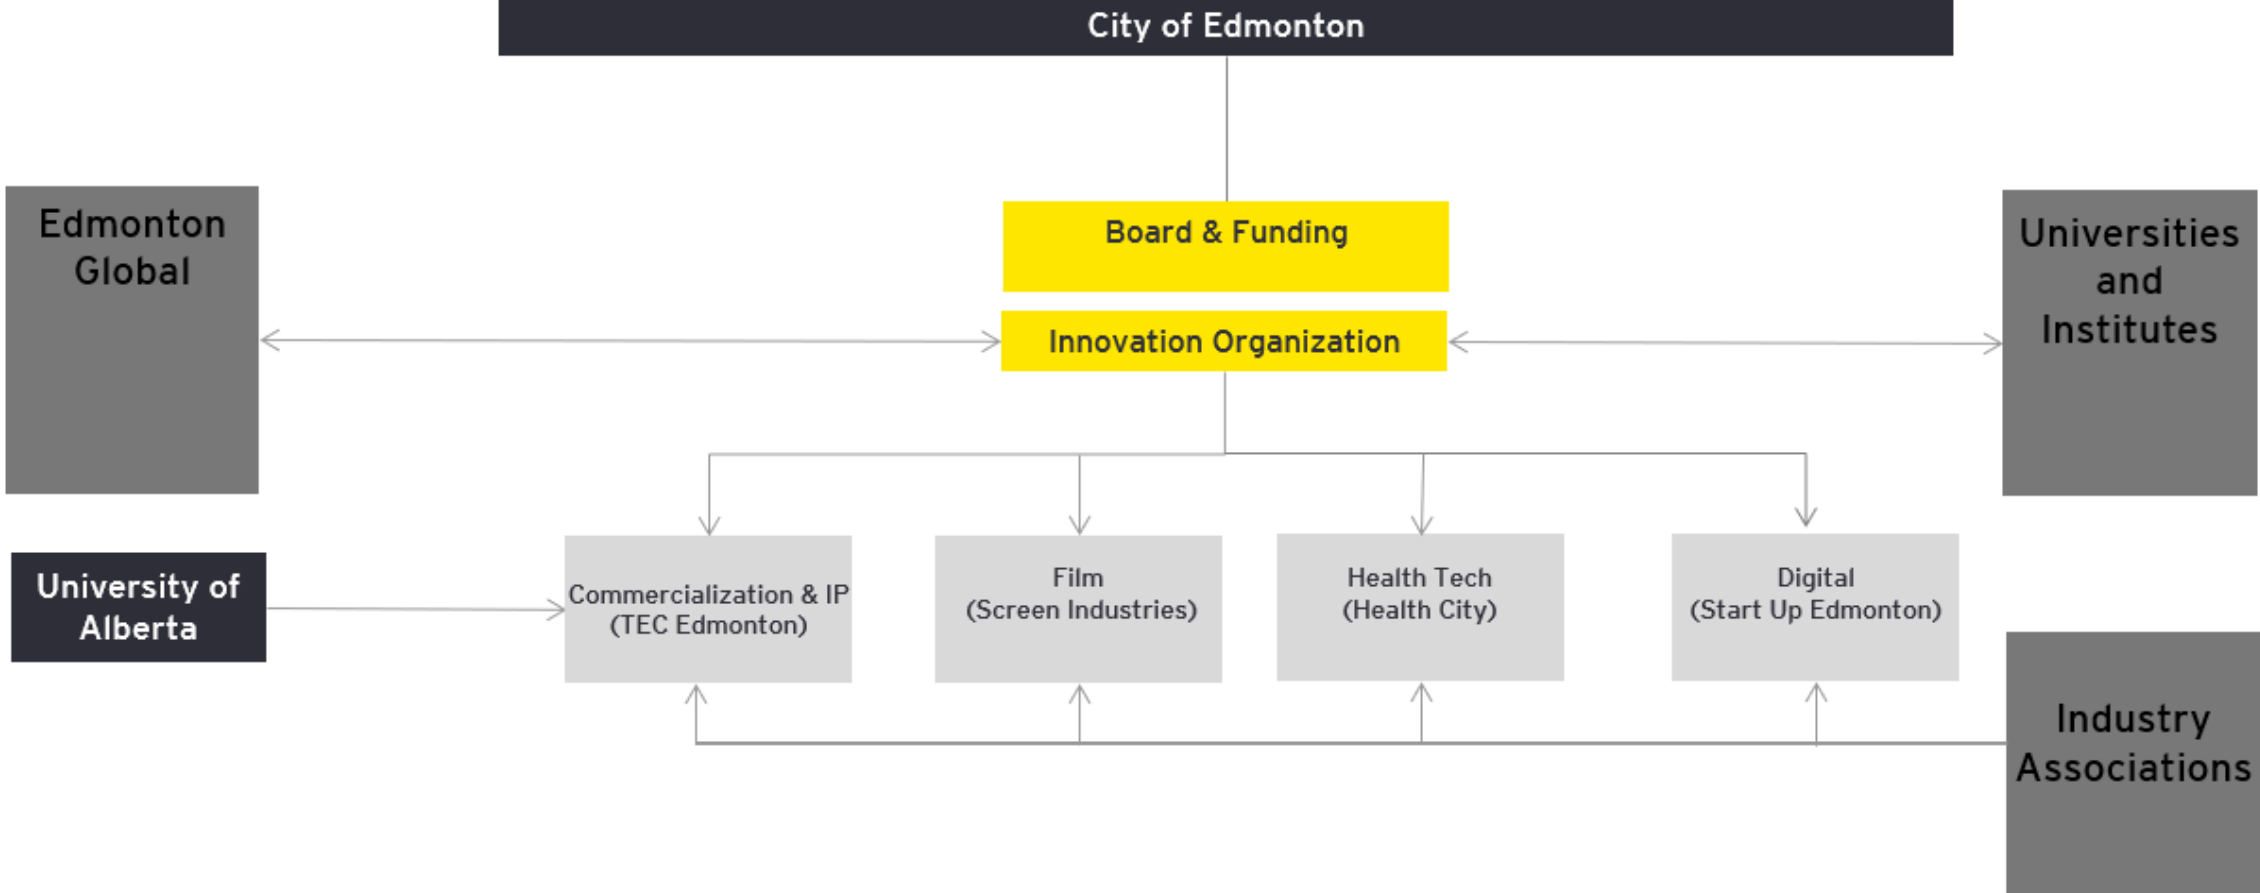 City of Edmonton
Edmonton
Global
Board & Funding
Universities
and
Institutes
Innovation Organization
University of
Alberta
Commercialization & IP
(TEC Edmonton)
Film
(Screen Industries)
Health Tech
(Health City)
Digital
(Start Up Edmonton)
Industry
Associations